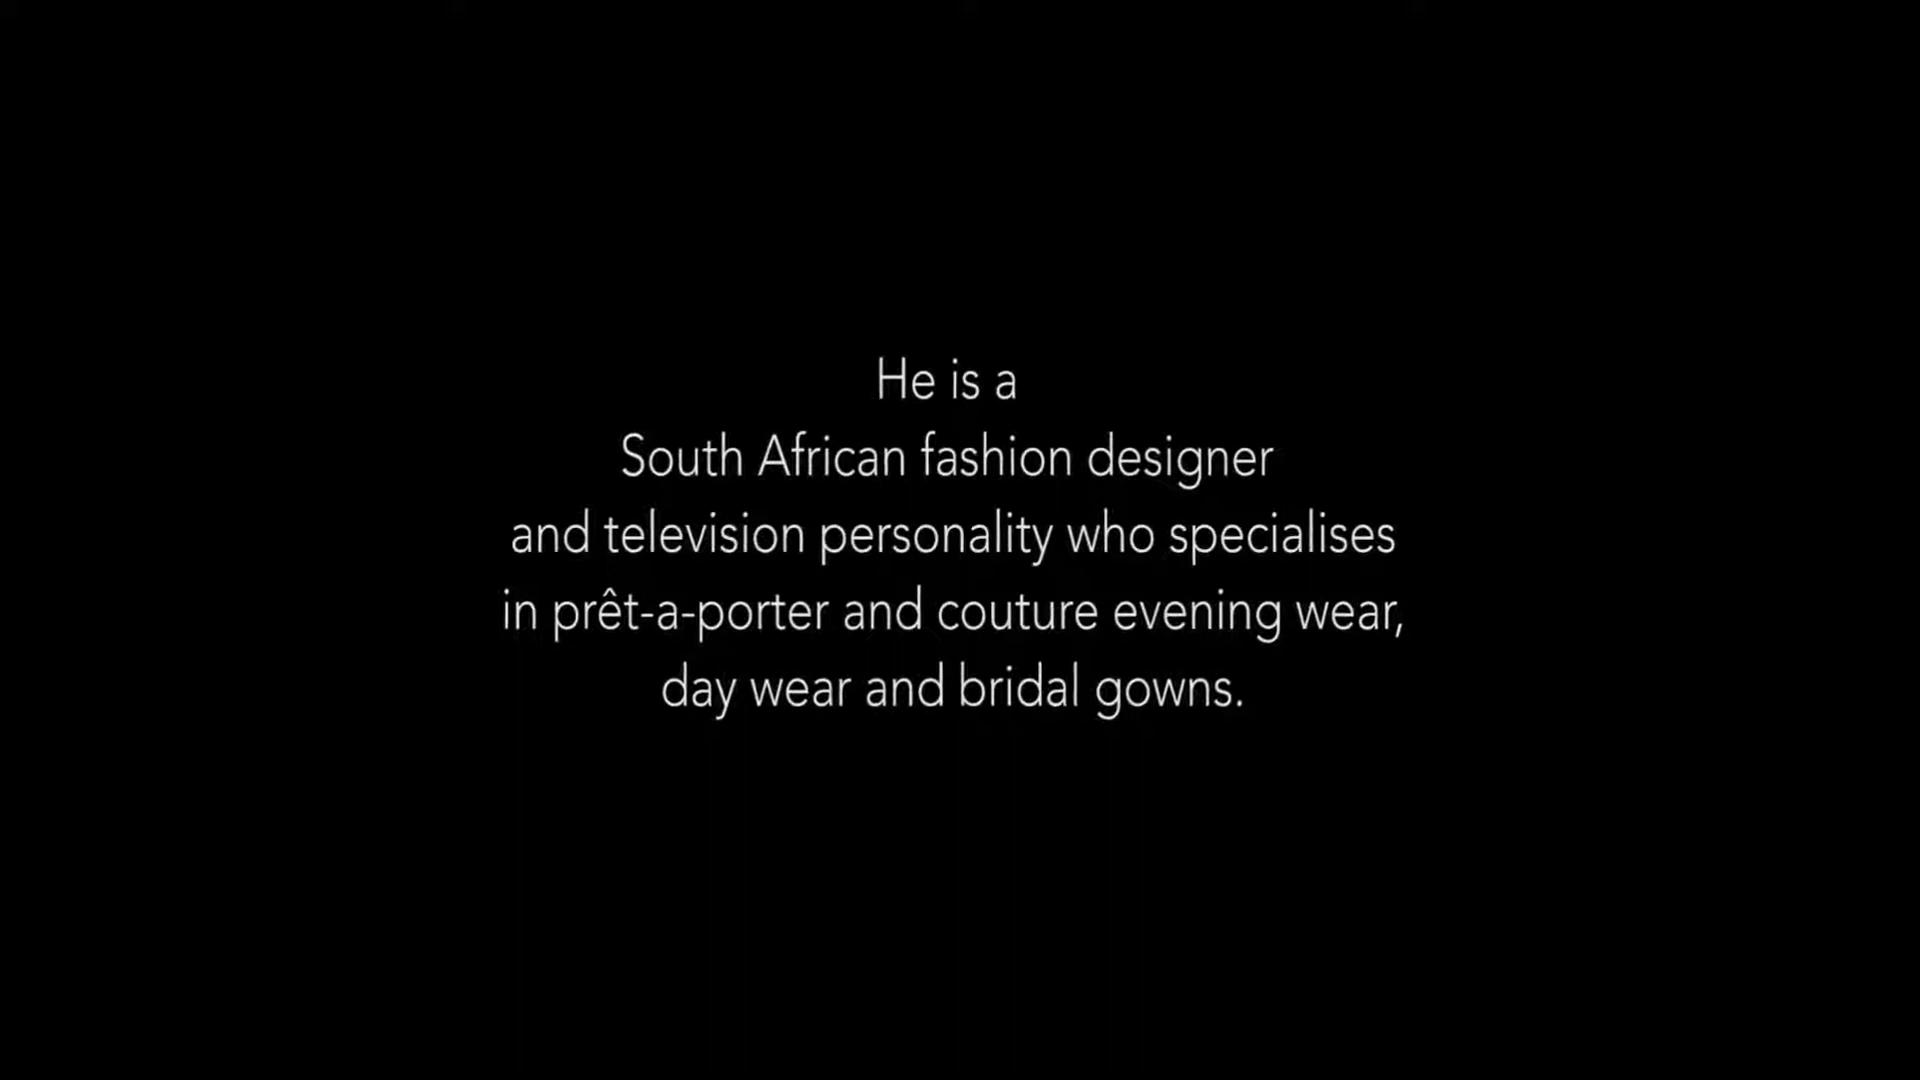 He is a
South African fashion designer
and television personality who specialises
in prêt-a-porter and couture evening wear,
day wear and bridal gowns.